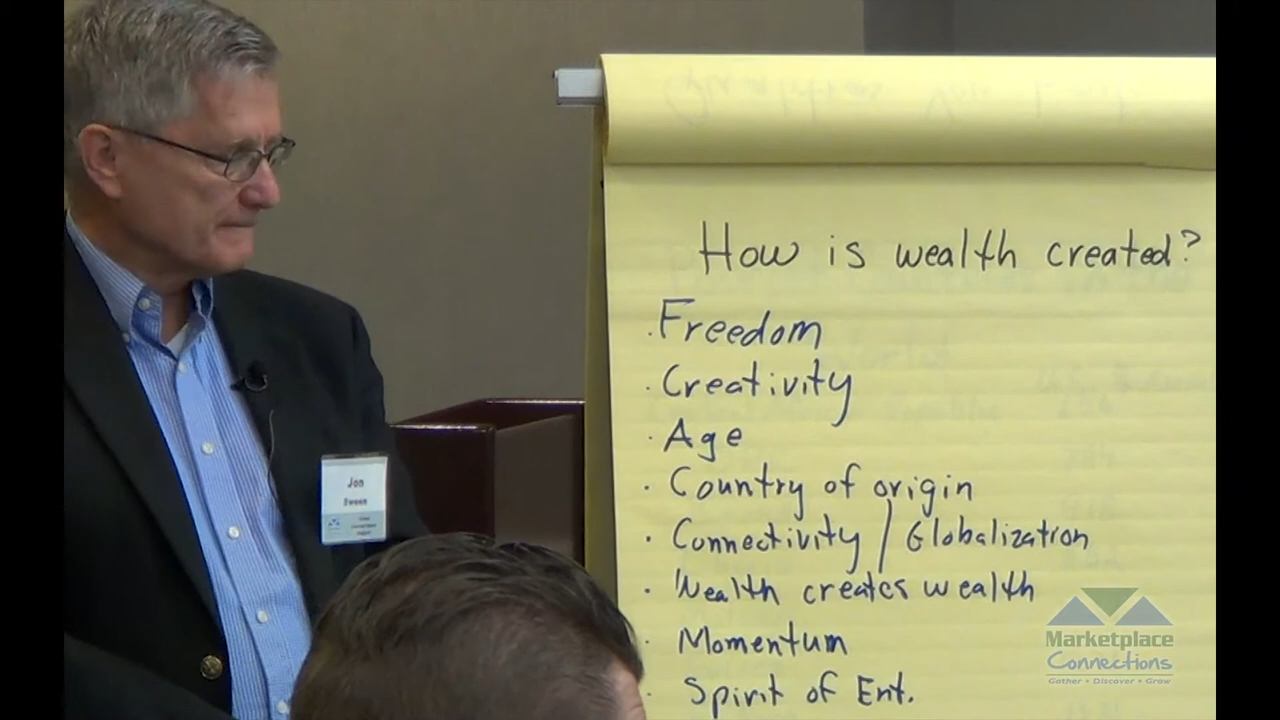 How is wealth created?
· Freedom
· Creativity
· Age
· Country of origin
· Connectivity / Globalization
· Wealth creates wealth
· Momentum
· Spirit of Ent.
Jon
Marketplace
Connections
Gather • Discover • Grow